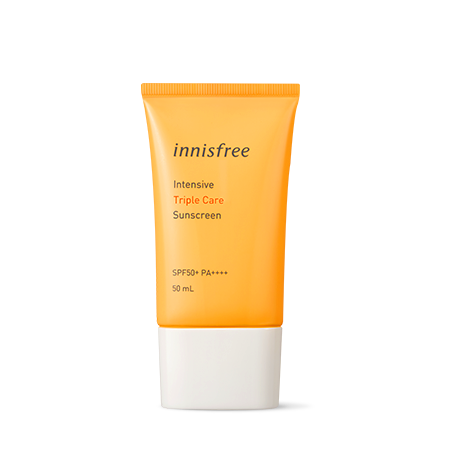 innisfree
Intensive
Triple Care
Sunscreen
SPF50+ PA++++
50 mL